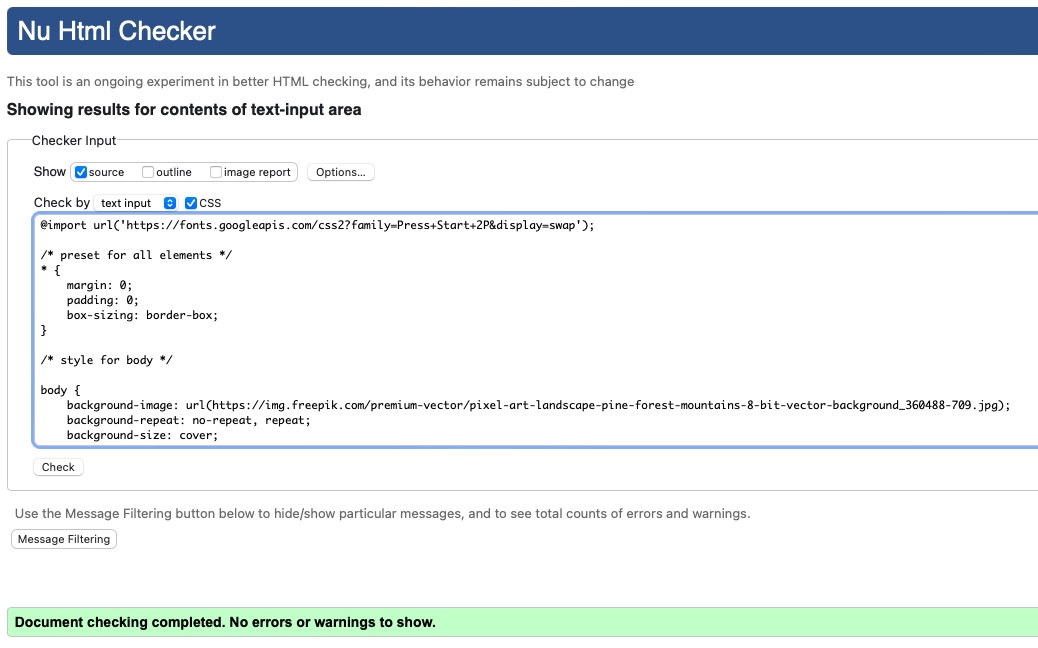 Nu Html Checker
This tool is an ongoing experiment in better HTML checking, and its behavior remains subject to change
Showing results for contents of text-input area
Checker Input
Show source outline image report Options...
Check by text input CSS
@import url('https://fonts.googleapis.com/css2?family=Press+Start+2P&display=swap');
/* preset for all elements */
* {
    margin: 0;
    padding: 0;
    box-sizing: border-box;
}
/* style for body */
body {
    background-image: url(https://img.freepik.com/premium-vector/pixel-art-landscape-pine-forest-mountains-8-bit-vector-background_360488-709.jpg);
    background-repeat: no-repeat, repeat;
    background-size: cover;
Check
Use the Message Filtering button below to hide/show particular messages, and to see total counts of errors and warnings.
Message Filtering
Document checking completed. No errors or warnings to show.